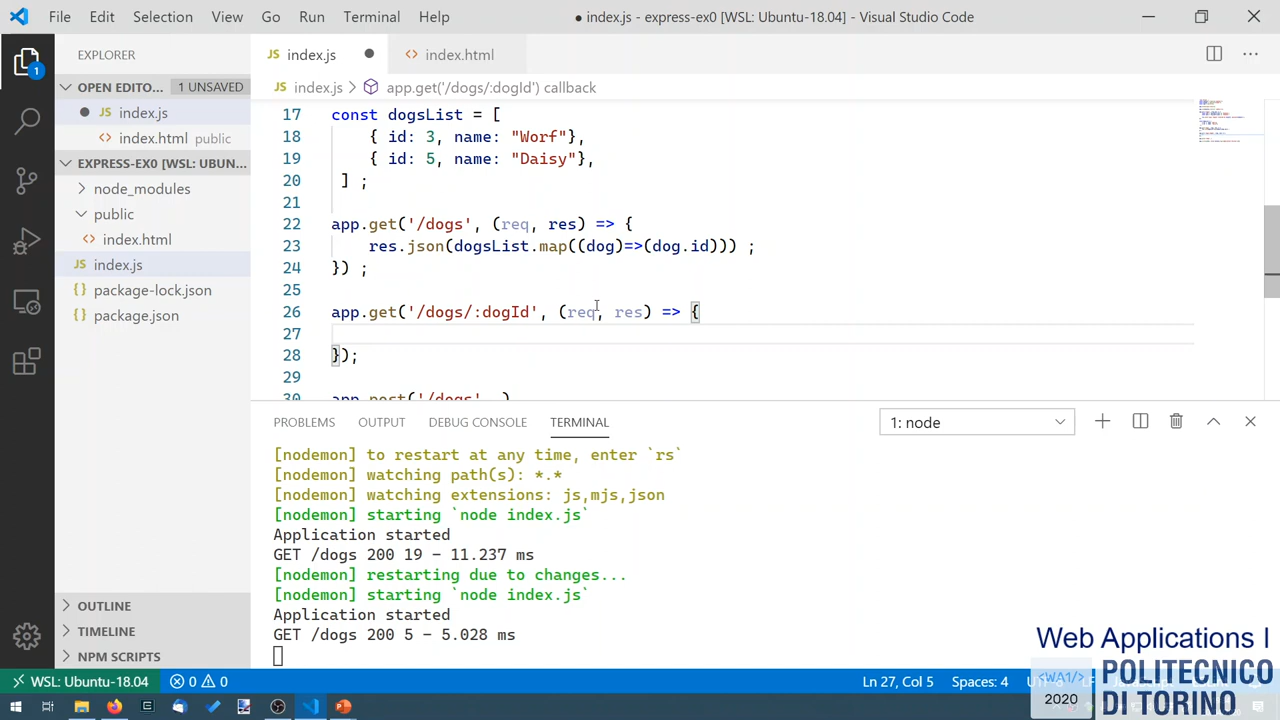 File Edit Selection View Go Run Terminal Help ● index.js - express-ex0 [WSL: Ubuntu-18.04] - Visual Studio Code
EXPLORER
OPEN EDITO... 1 UNSAVED
● JS index.js
<> index.html public
EXPRESS-EX0 [WSL: UBUN...
node_modules
public
<> index.html
JS index.js
{} package-lock.json
{} package.json
OUTLINE
TIMELINE
NPM SCRIPTS
1
JS index.js ● <> index.html
JS index.js > app.get('/dogs/:dogId') callback
17 const dogsList = [
18 { id: 3, name: "Worf"},
19 { id: 5, name: "Daisy"},
20 ] ;
21
22 app.get('/dogs', (req, res) => {
23 res.json(dogsList.map((dog)=>(dog.id))) ;
24 }) ;
25
26 app.get('/dogs/:dogId', (req, res) => {
27
28 });
29
30 app.post('/dogs', )
PROBLEMS OUTPUT DEBUG CONSOLE TERMINAL 1: node
[nodemon] to restart at any time, enter `rs`
[nodemon] watching path(s): *.*
[nodemon] watching extensions: js,mjs,json
[nodemon] starting `node index.js`
Application started
GET /dogs 200 19 - 11.237 ms
[nodemon] restarting due to changes...
[nodemon] starting `node index.js`
Application started
GET /dogs 200 5 - 5.028 ms
Web Applications I
<WA1/>
2020
POLITECNICO
DI TORINO
WSL: Ubuntu-18.04 0 0 Ln 27, Col 5 Spaces: 4